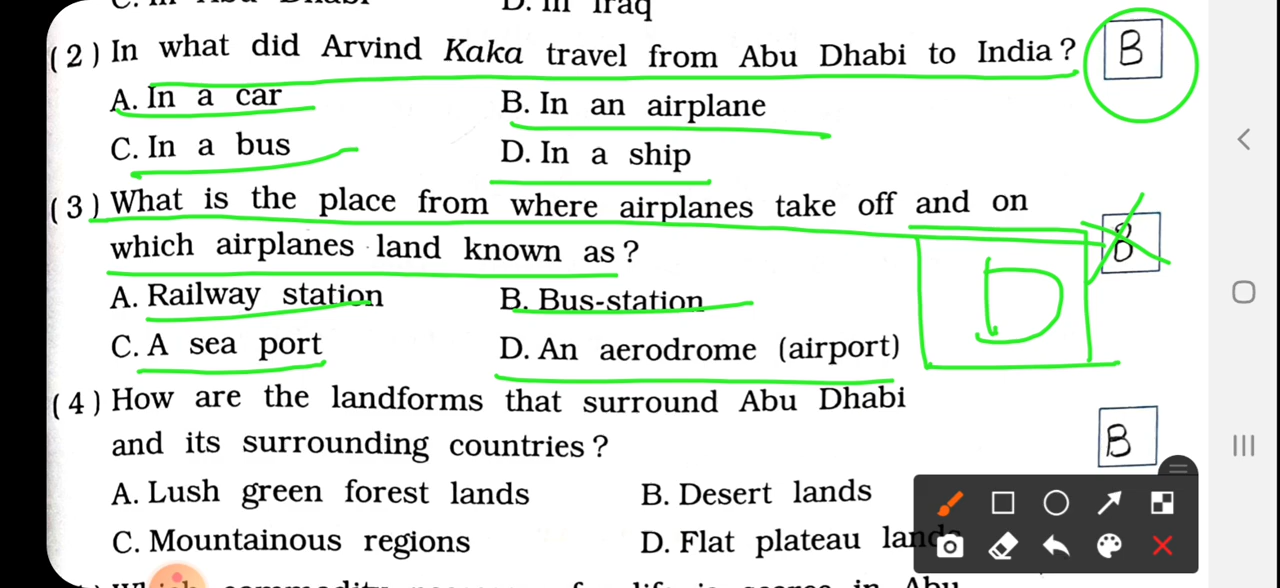 D. In Iraq
(2) In what did Arvind Kaka travel from Abu Dhabi to India? B
A. In a car B. In an airplane
C. In a bus D. In a ship
(3) What is the place from where airplanes take off and on
which airplanes land known as? B
A. Railway station B. Bus-station
D
C. A sea port D. An aerodrome (airport)
(4) How are the landforms that surround Abu Dhabi
and its surrounding countries? B
A. Lush green forest lands B. Desert lands
C. Mountainous regions D. Flat plateau lands